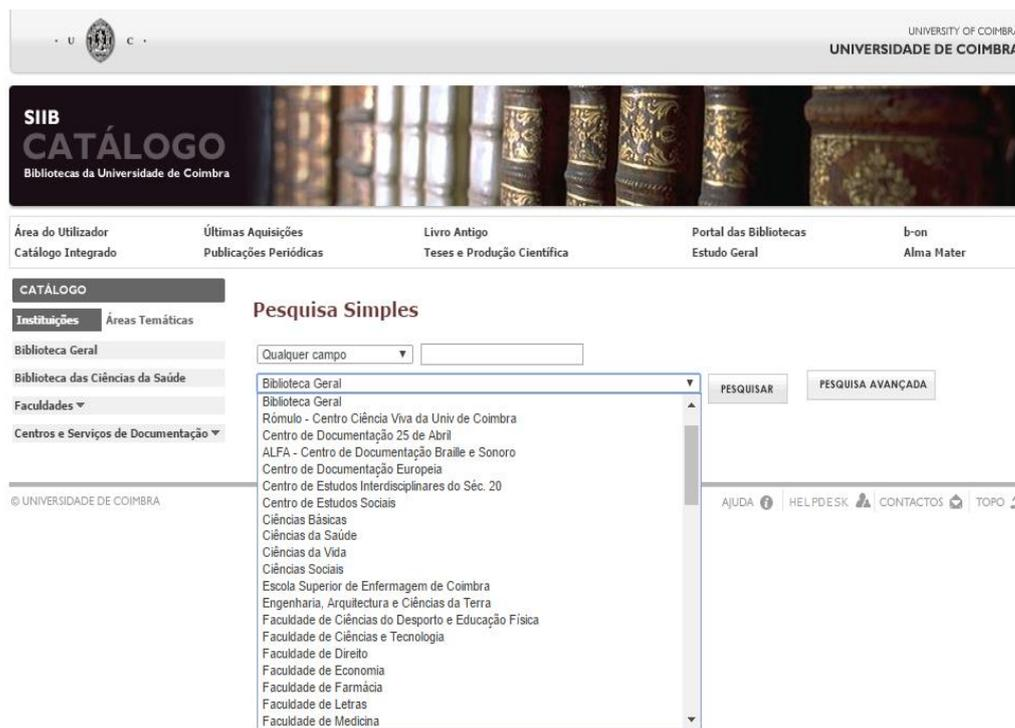 · U C ·
UNIVERSITY OF COIMBRA
UNIVERSIDADE DE COIMBRA
SIIB
CATÁLOGO
Bibliotecas da Universidade de Coimbra
Área do Utilizador Últimas Aquisições Livro Antigo Portal das Bibliotecas b-on
Catálogo Integrado Publicações Periódicas Teses e Produção Científica Estudo Geral Alma Mater
CATÁLOGO
Instituições Áreas Temáticas
Biblioteca Geral
Biblioteca das Ciências da Saúde
Faculdades
Centros e Serviços de Documentação
Pesquisa Simples
Qualquer campo
Biblioteca Geral
PESQUISAR PESQUISA AVANÇADA
Biblioteca Geral
Rómulo - Centro Ciência Viva da Univ de Coimbra
Centro de Documentação 25 de Abril
ALFA - Centro de Documentação Braille e Sonoro
Centro de Documentação Europeia
Centro de Estudos Interdisciplinares do Séc. 20
Centro de Estudos Sociais
Ciências Básicas
Ciências da Saúde
Ciências da Vida
Ciências Sociais
Escola Superior de Enfermagem de Coimbra
Engenharia, Arquitectura e Ciências da Terra
Faculdade de Ciências do Desporto e Educação Física
Faculdade de Ciências e Tecnologia
Faculdade de Direito
Faculdade de Economia
Faculdade de Farmácia
Faculdade de Letras
Faculdade de Medicina
© UNIVERSIDADE DE COIMBRA
AJUDA HELPDESK CONTACTOS TOPO